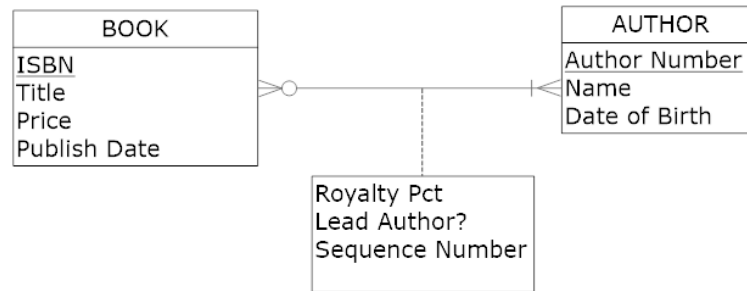 BOOK
ISBN
Title
Price
Publish Date
AUTHOR
Author Number
Name
Date of Birth
Royalty Pct
Lead Author?
Sequence Number